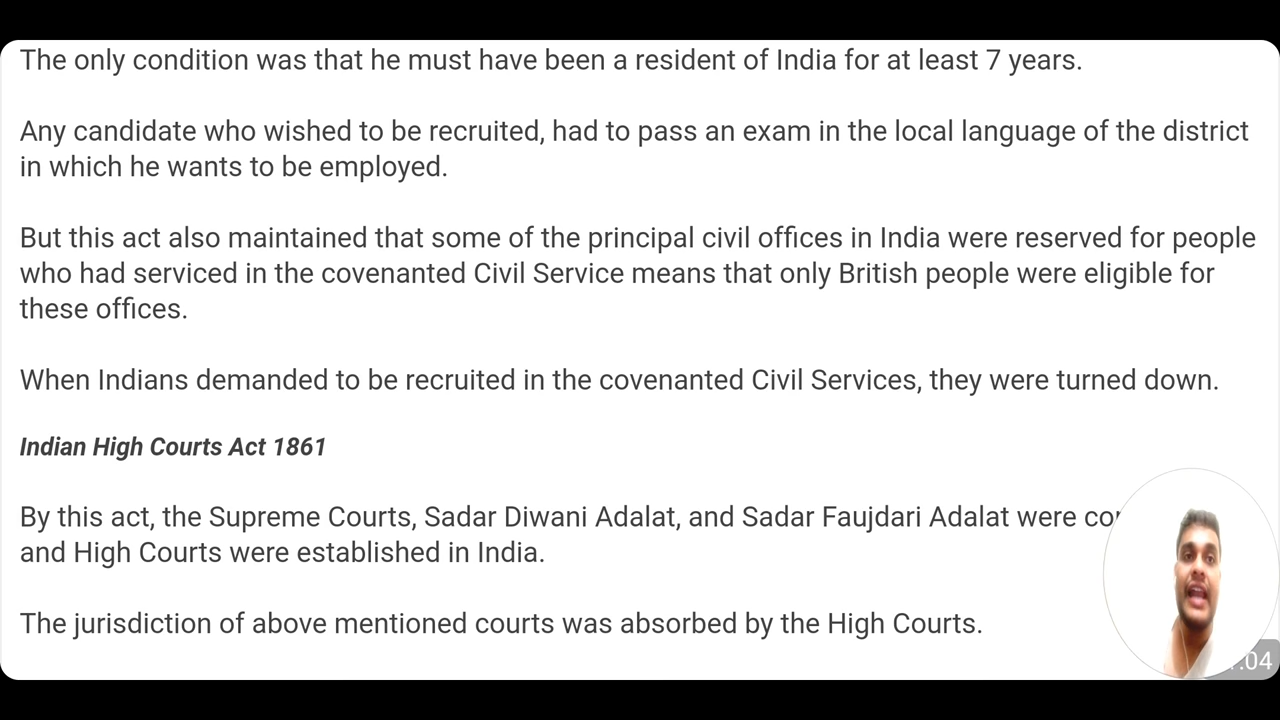 The only condition was that he must have been a resident of India for at least 7 years.
Any candidate who wished to be recruited, had to pass an exam in the local language of the district
in which he wants to be employed.
But this act also maintained that some of the principal civil offices in India were reserved for people
who had serviced in the covenanted Civil Service means that only British people were eligible for
these offices.
When Indians demanded to be recruited in the covenanted Civil Services, they were turned down.
Indian High Courts Act 1861
By this act, the Supreme Courts, Sadar Diwani Adalat, and Sadar Faujdari Adalat were
and High Courts were established in India.
The jurisdiction of above mentioned courts was absorbed by the High Courts.